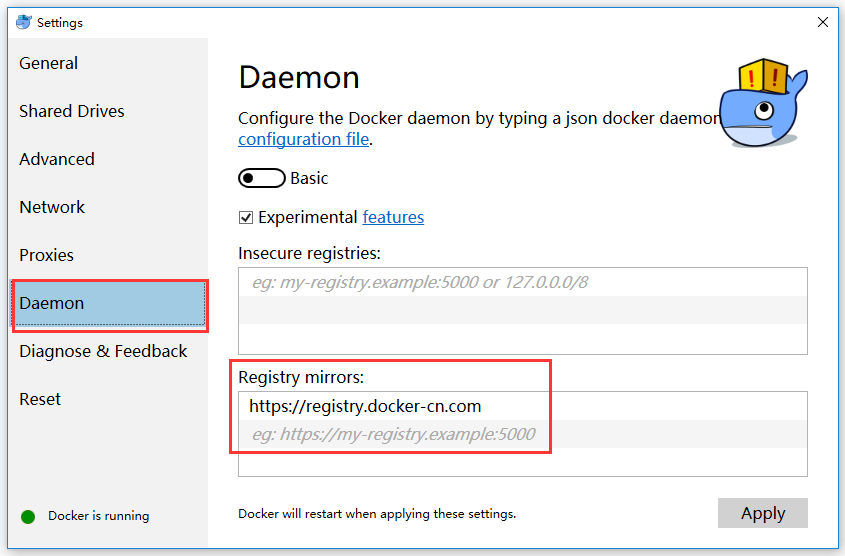 Settings
General
Shared Drives
Advanced
Network
Proxies
Daemon
Diagnose & Feedback
Reset
Docker is running
Daemon
Configure the Docker daemon by typing a json docker daemon
configuration file.
Basic
Experimental features
Insecure registries:
eg: my-registry.example:5000 or 127.0.0.0/8
Registry mirrors:
https://registry.docker-cn.com
eg: https://my-registry.example:5000
Docker will restart when applying these settings.
Apply
! !